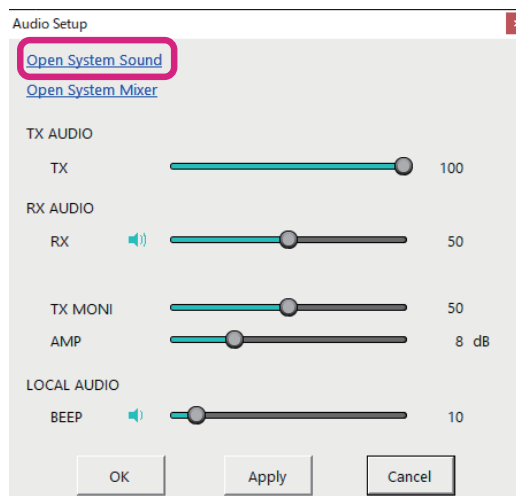 Audio Setup
Open System Sound
Open System Mixer
TX AUDIO
TX 100
RX AUDIO
RX 50
TX MONI 50
AMP 8 dB
LOCAL AUDIO
BEEP 10
OK Apply Cancel